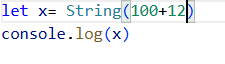 let x= String(100+12)
console.log(x)